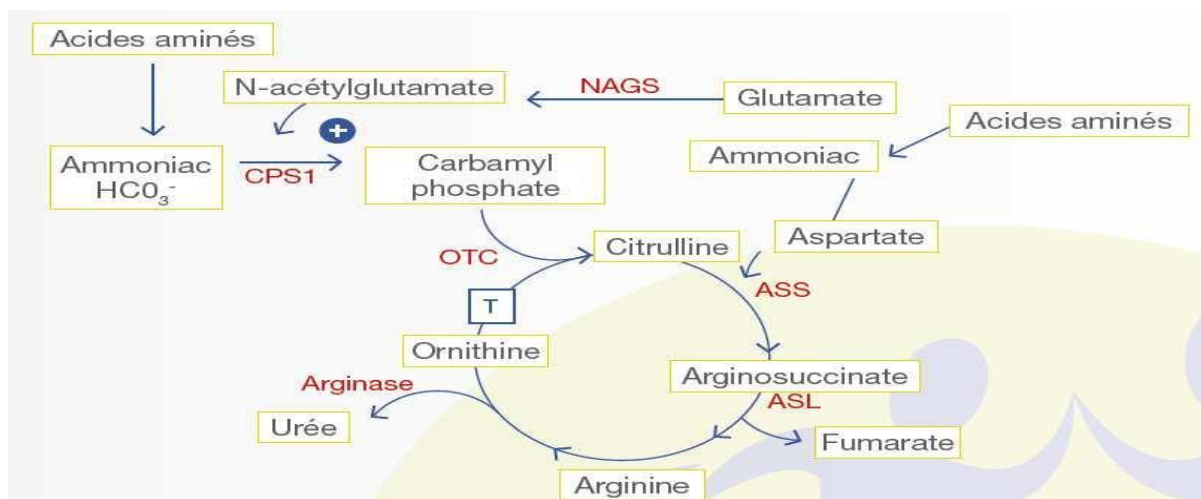 Acides aminés
N-acétylglutamate
NAGS
Glutamate
Acides aminés
+
Ammoniac
HC0₃⁻
CPS1
Carbamyl
phosphate
Ammoniac
Aspartate
OTC
Citrulline
ASS
T
Ornithine
Arginosuccinate
Arginase
ASL
Urée
Fumarate
Arginine